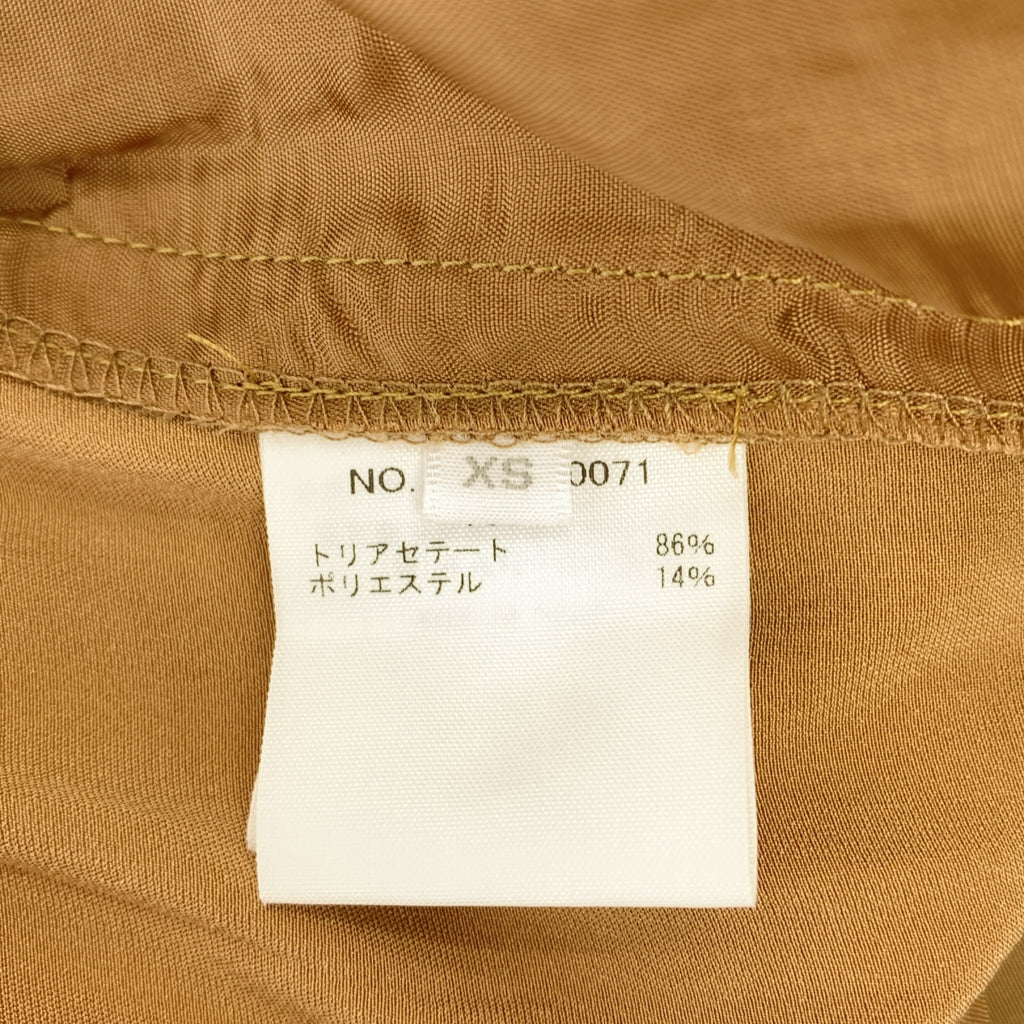 NO. XS 0071
トリアセテート 86%
ポリエステル 14%